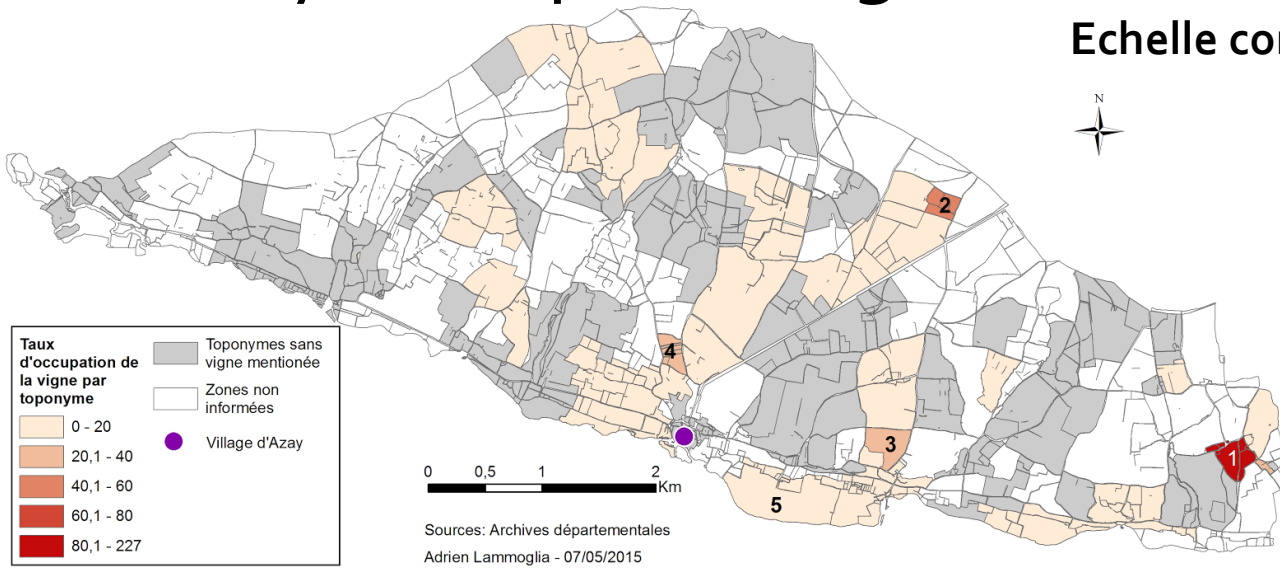 Echelle
N
2
4
3
1
5
Taux
d'occupation de
la vigne par
toponyme
0 - 20
20,1 - 40
40,1 - 60
60,1 - 80
80,1 - 227
Toponymes sans
vigne mentionée
Zones non
informées
Village d'Azay
0 0,5 1 2
Km
Sources: Archives départementales
Adrien Lammoglia - 07/05/2015